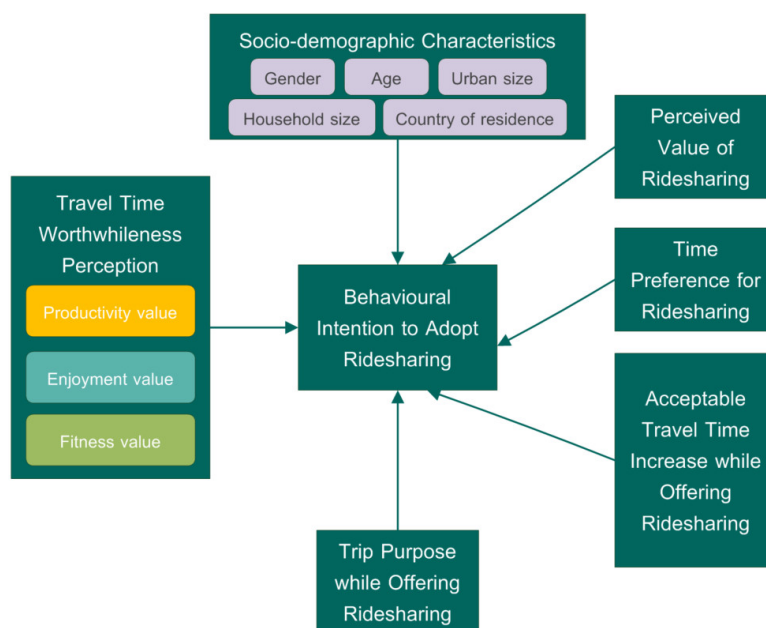 Socio-demographic Characteristics
Gender
Age
Urban size
Household size
Country of residence
Perceived
Value of
Ridesharing
Travel Time
Worthwhileness
Perception
Productivity value
Enjoyment value
Fitness value
Behavioural
Intention to Adopt
Ridesharing
Time
Preference for
Ridesharing
Acceptable
Travel Time
Increase while
Offering
Ridesharing
Trip Purpose
while Offering
Ridesharing